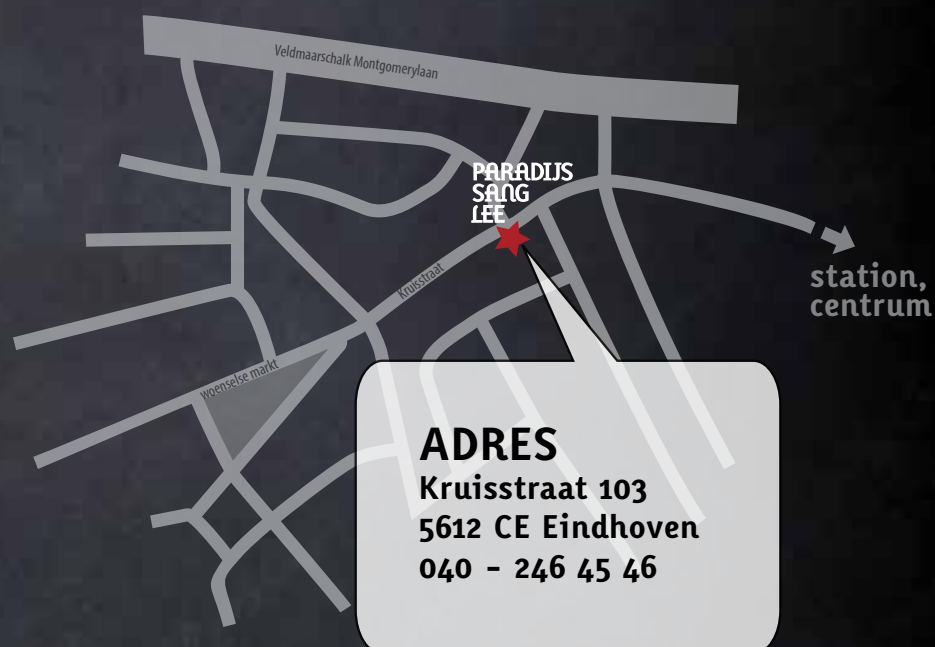 Veldmaarschalk Montgomerylaan
PARADIJS
SANG
LEE
Kruisstraat
station,
centrum
woenselse markt
ADRES
Kruisstraat 103
5612 CE Eindhoven
040 - 246 45 46